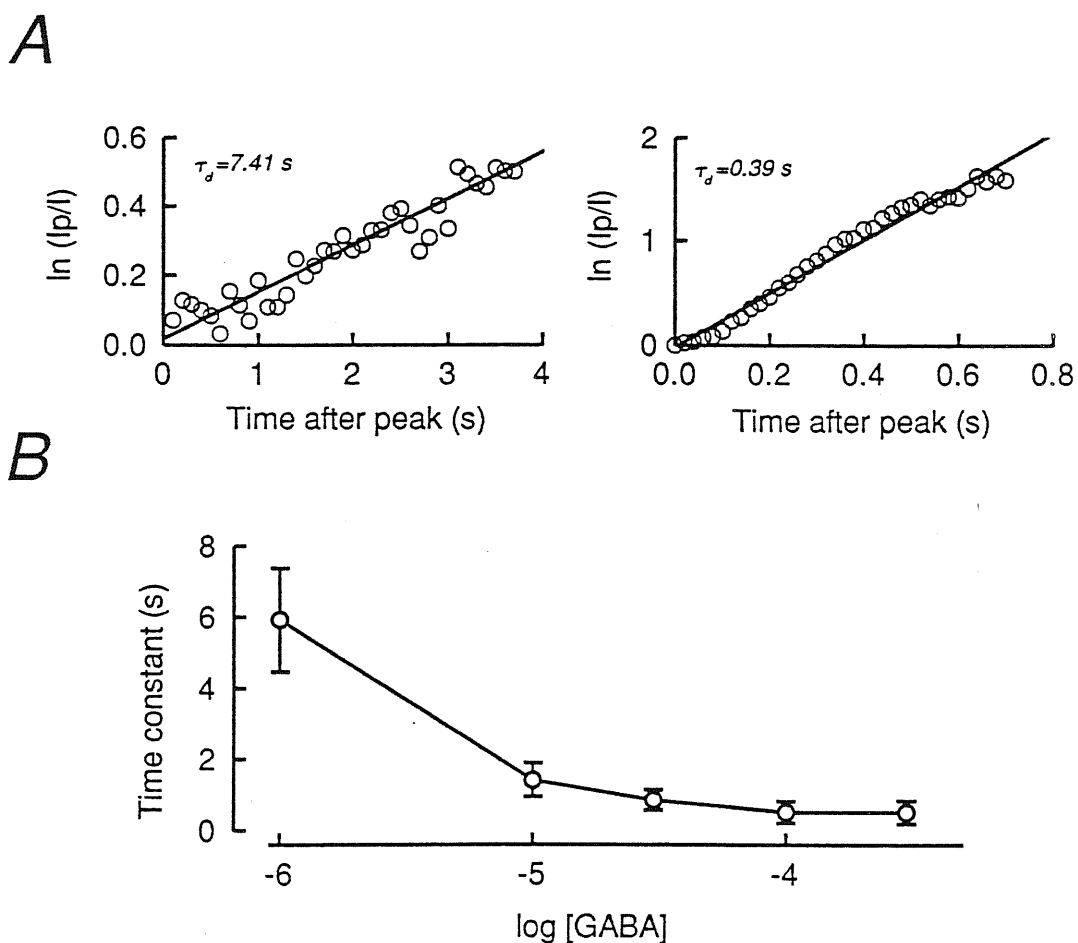 A
0.6
0.4
0.2
0.0
ln (Ip/I)
τd=7.41 s
0 1 2 3 4
Time after peak (s)
2
1
0
ln (Ip/I)
τd=0.39 s
0.0 0.2 0.4 0.6 0.8
Time after peak (s)
B
8
6
4
2
0
Time constant (s)
-6 -5 -4
log [GABA]